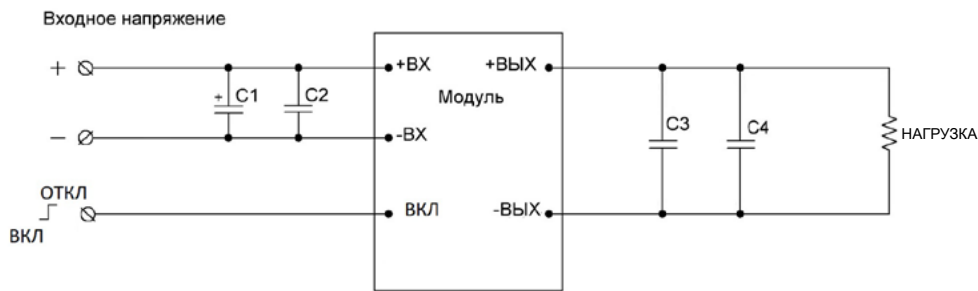 Входное напряжение
+
+ВХ
+ВЫХ
+
C1
C2
Модуль
C3
C4
НАГРУЗКА
–
-ВХ
ОТКЛ
ВКЛ
ВКЛ
-ВЫХ